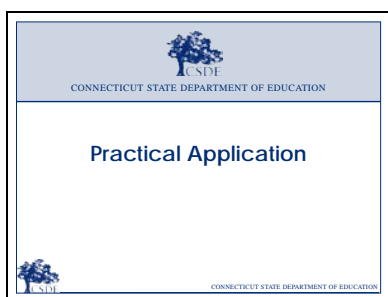 CSDE
CONNECTICUT STATE DEPARTMENT OF EDUCATION
Practical Application
CSDE
CONNECTICUT STATE DEPARTMENT OF EDUCATION